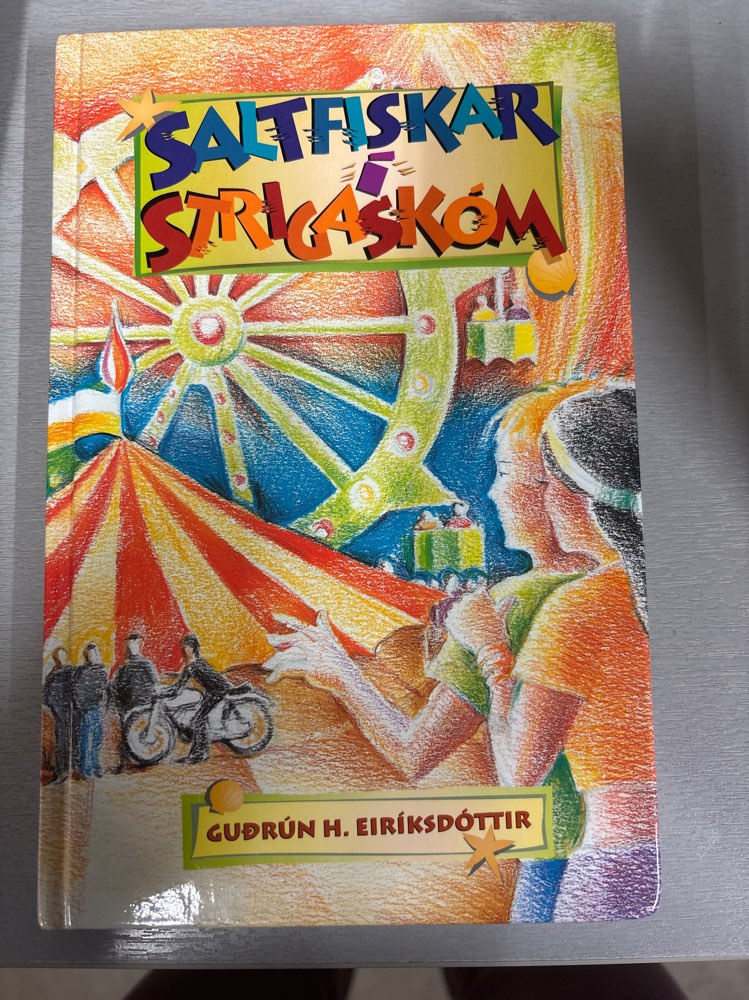 SALTFISKAR
Í
STRIGASKÓM
GUÐRÚN H. EIRÍKSDÓTTIR